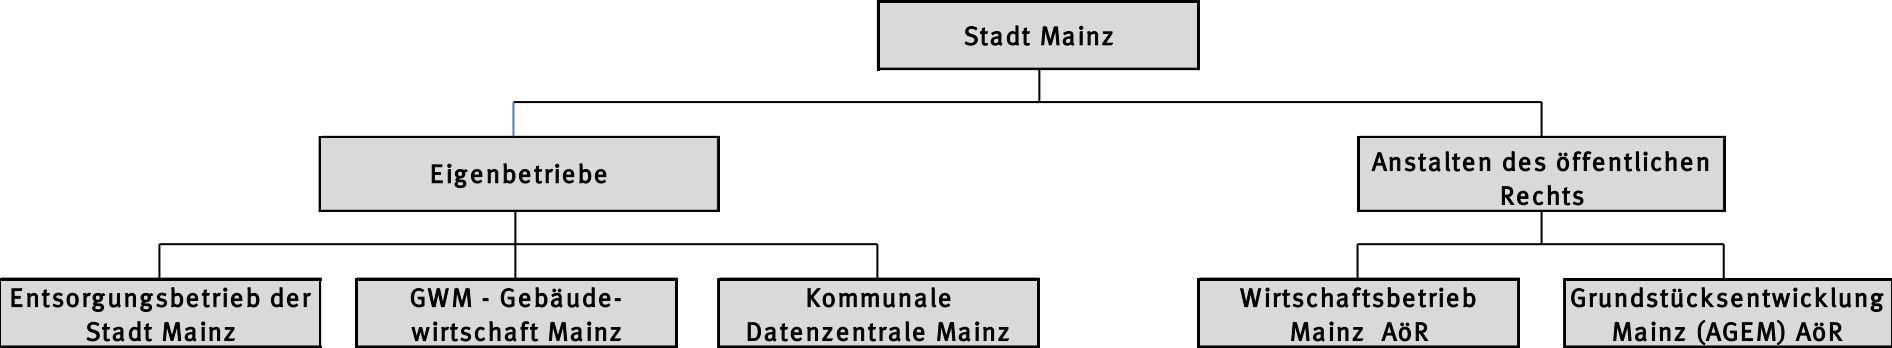 Stadt Mainz
Eigenbetriebe
Anstalten des öffentlichen
Rechts
Entsorgungsbetrieb der
Stadt Mainz
GWM - Gebäude-
wirtschaft Mainz
Kommunale
Datenzentrale Mainz
Wirtschaftsbetrieb
Mainz AöR
Grundstücksentwicklung
Mainz (AGEM) AöR